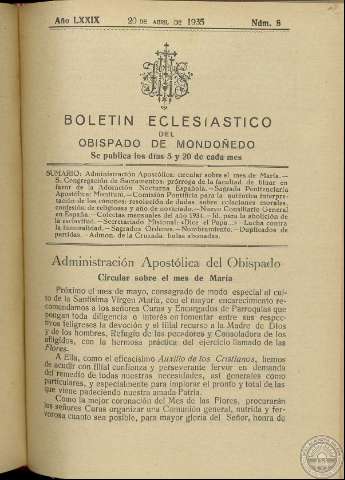 Año LXXIX 20 DE ABRIL DE 1935 Núm. 8
JHS
BOLETIN ECLESIASTICO
DEL
OBISPADO DE MONDOÑEDO
Se publica los días 5 y 20 de cada mes
SUMARIO: Administración Apostólica: circular sobre el mes de María.—
S. Congregación de Sacramentos: prórroga de la facultad de binar en
favor de la Adoración Nocturna Española.—Sagrada Penitenciaría
Apostólica: Monitum.—Comisión Pontificia para la auténtica interpre-
tación de los cánones: resolución de dudas sobre colaciones morales,
confesión de religiosas y año de noviciado.—Nuevo Consiliario General
en España.—Colectas mensuales del año 1934.—Id. para la abolición de
la esclavitud.—Secretariado Misional: «Dice el Papa...».—Lucha contra
la inmoralidad.—Sagradas Ordenes.—Nombramiento.—Duplicados de
partidas.—Admon. de la Cruzada: bulas abonadas.
Administración Apostólica del Obispado
Circular sobre el mes de María
Próximo el mes de mayo, consagrado de modo especial al cul-
to de la Santísima Virgen María, con el mayor encarecimiento re-
comendamos a los señores Curas y Encargados de Parroquias que
pongan toda diligencia e interés en fomentar entre sus respec-
tivos feligreses la devoción y el filial recurso a la Madre de Dios
y de los hombres, Refugio de los pecadores y Consoladora de los
afligidos, con la hermosa práctica del ejercicio llamado de las
Flores.
A Ella, como el eficacísimo Auxilio de los Cristianos, hemos
de acudir con filial confianza y perseverante fervor en demanda
del remedio de todas nuestras necesidades, así generales como
particulares, y especialmente para implorar el pronto y total de las
que viene padeciendo nuestra amada Patria.
Como la mejor coronación del Mes de las Flores, procurarán
los señores Curas organizar una Comunión general, nutrida y fer-
vorosa cuanto sea posible, para mayor gloria del Señor, honra de